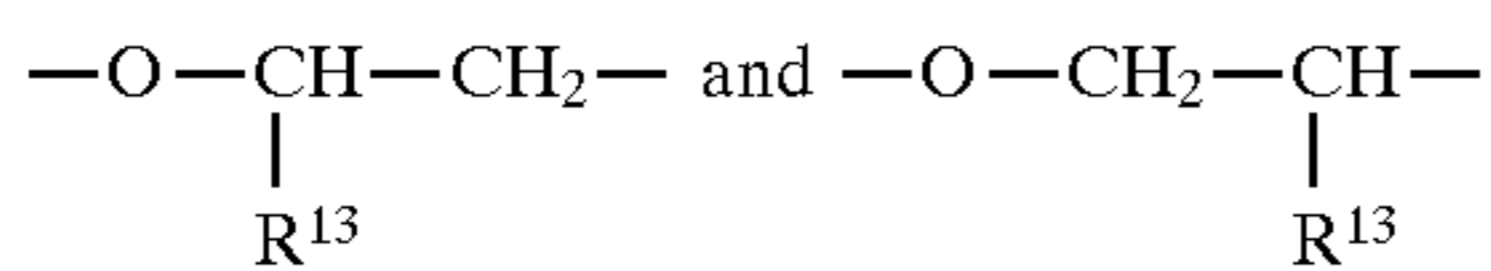 —O—CH—CH₂— and —O—CH₂—CH—
R¹³ R¹³